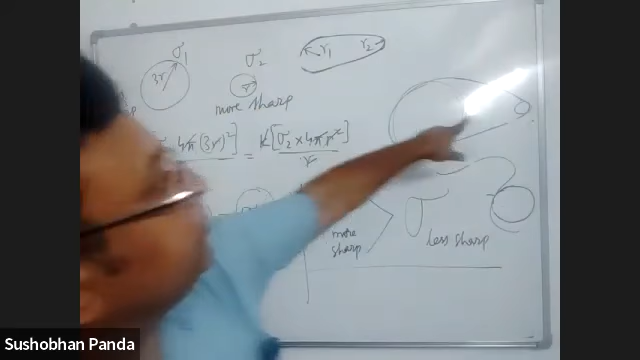 σ₁
3r
σ₂
r₁ r₂
more sharp
4π(3r)²] = K[σ₂ × 4πr²]
r
more
sharp
σ
Less sharp
Sushobhan Panda